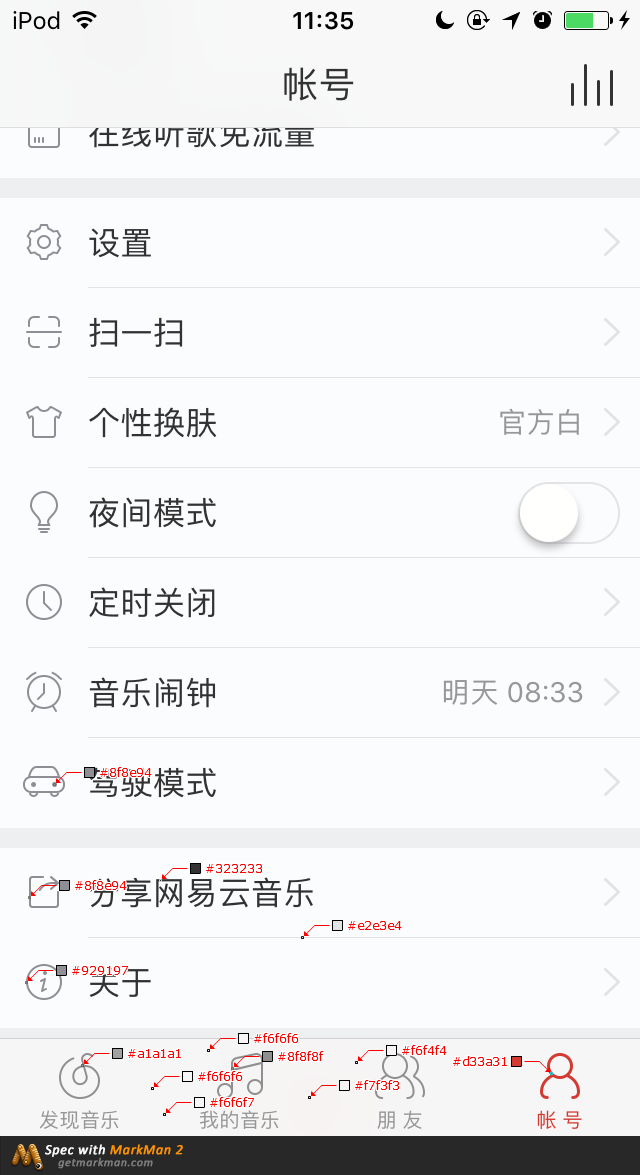 iPod 11:35
帐号
在线听歌免流量
设置
扫一扫
个性换肤 官方白
夜间模式
定时关闭
音乐闹钟 明天 08:33
#8f8e94
驾驶模式
#323233
#8f8e94
分享网易云音乐
#e2e3e4
#929197
关于
#f6f6f6
#f6f4f4
#a1a1a1
#8f8f8f
#d33a31
#f6f6f6
#f7f3f3
#f6f6f7
发现音乐 我的音乐 朋友 帐号
Spec with MarkMan 2
getmarkman.com